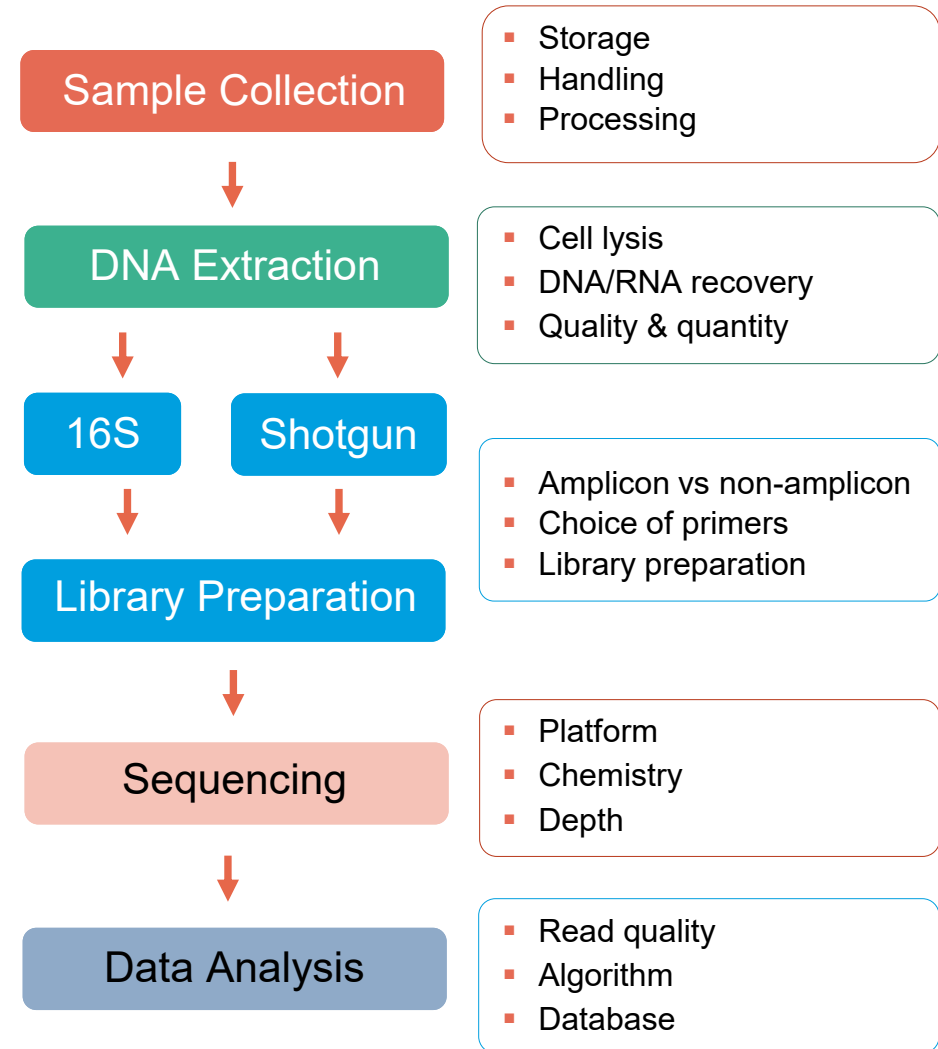 Sample Collection
Storage
Handling
Processing
DNA Extraction
Cell lysis
DNA/RNA recovery
Quality & quantity
16S
Shotgun
Amplicon vs non-amplicon
Choice of primers
Library preparation
Library Preparation
Sequencing
Platform
Chemistry
Depth
Data Analysis
Read quality
Algorithm
Database